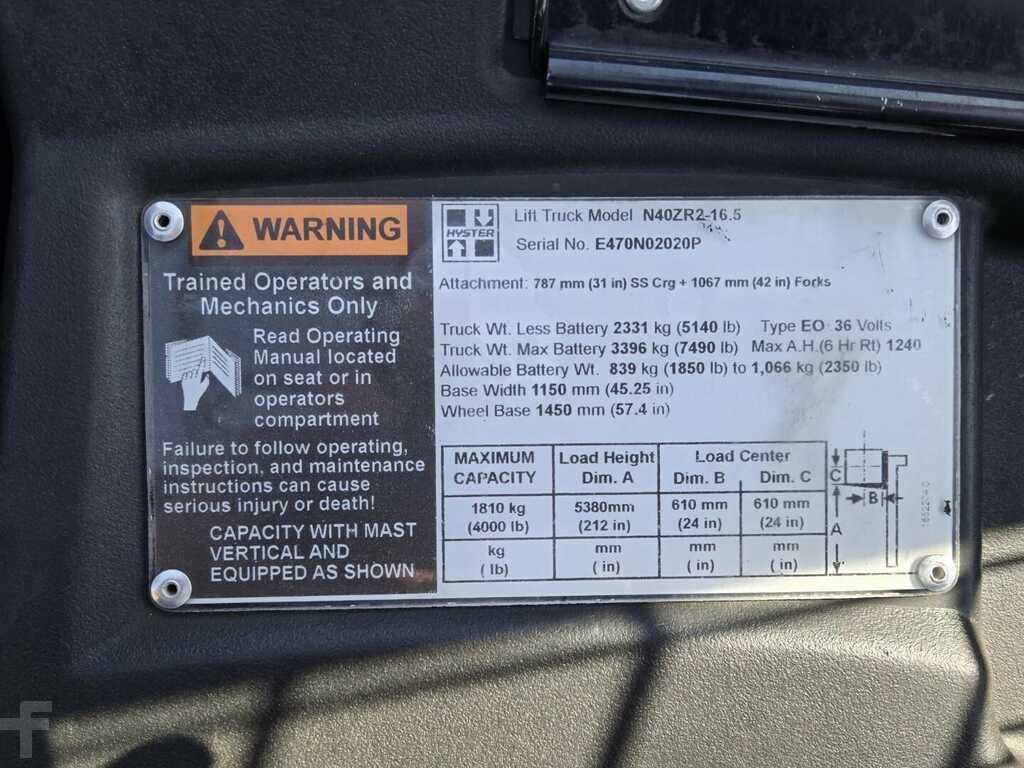 WARNING
Trained Operators and
Mechanics Only
Read Operating
Manual located
on seat or in
operators
compartment
Failure to follow operating,
inspection, and maintenance
instructions can cause
serious injury or death!
CAPACITY WITH MAST
VERTICAL AND
EQUIPPED AS SHOWN
HYSTER
Lift Truck Model N40ZR2-16.5
Serial No. E470N02020P
Attachment: 787 mm (31 in) SS Crg + 1067 mm (42 in) Forks
Truck Wt. Less Battery 2331 kg (5140 lb) Type EO 36 Volts
Truck Wt. Max Battery 3396 kg (7490 lb) Max A.H.(6 Hr Rt) 1240
Allowable Battery Wt. 839 kg (1850 lb) to 1,066 kg (2350 lb)
Base Width 1150 mm (45.25 in)
Wheel Base 1450 mm (57.4 in)
MAXIMUM CAPACITY Load Height Dim. A Load Center Dim. B Dim. C
1810 kg 5380mm 610 mm 610 mm
(4000 lb) (212 in) (24 in) (24 in)
kg mm mm mm
( lb) ( in) ( in) ( in)
C
B
A